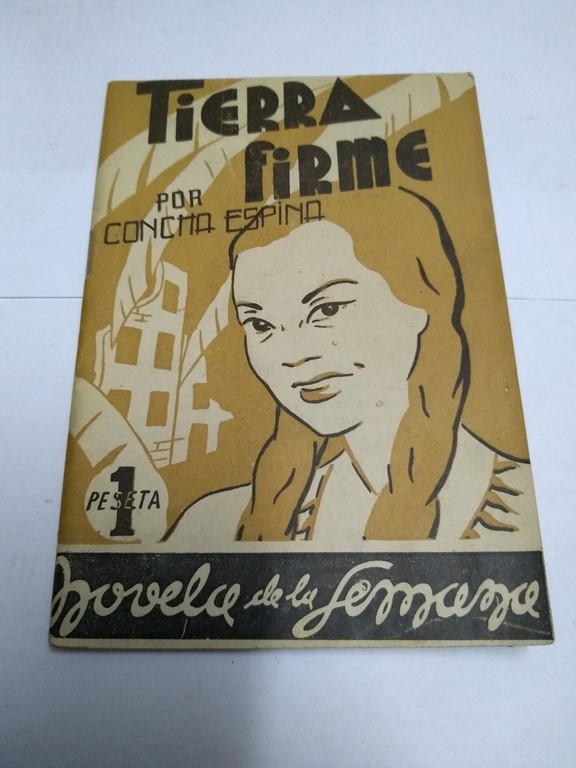 TiERRA
fiRME
POR
CONCHA ESPiNA
1
PESETA
Novela de la Semana